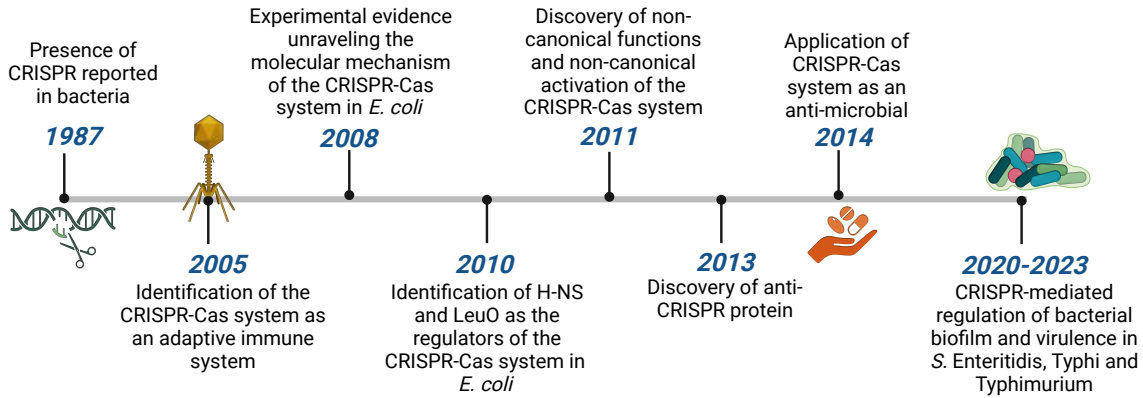 Presence of
CRISPR reported
in bacteria
1987
2005
Identification of the
CRISPR-Cas system as
an adaptive immune
system
Experimental evidence
unraveling the
molecular mechanism
of the CRISPR-Cas
system in E. coli
2008
2010
Identification of H-NS
and LeuO as the
regulators of the
CRISPR-Cas system in
E. coli
Discovery of non-
canonical functions
and non-canonical
activation of the
CRISPR-Cas system
2011
2013
Discovery of anti-
CRISPR protein
Application of
CRISPR-Cas
system as an
anti-microbial
2014
2020-2023
CRISPR-mediated
regulation of bacterial
biofilm and virulence in
S. Enteritidis, Typhi and
Typhimurium